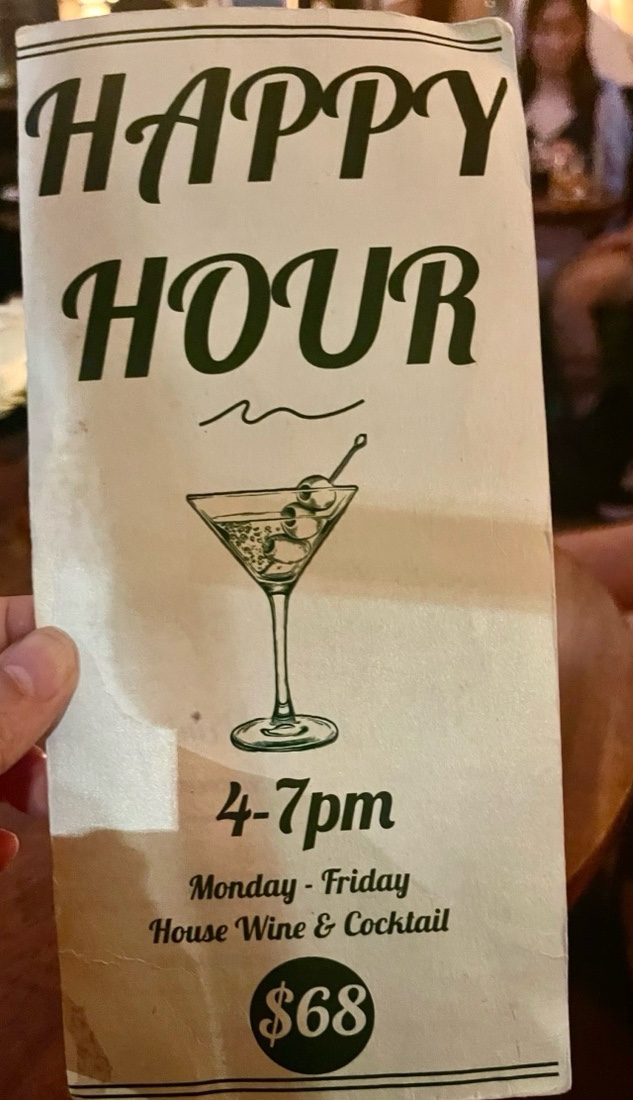 HAPPY
HOUR
4-7pm
Monday - Friday
House Wine & Cocktail
$68